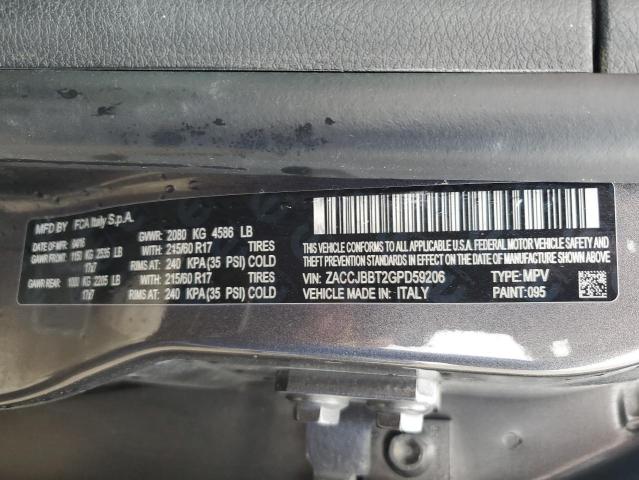 MFD BY FCA Italy S.p.A.
DATE OF MFR 04/16 GVWR: 2080 KG 4586 LB
GAWR FRONT: 1150 KG 2535 LB 215/60 R17 TIRES
17x7 RIMS AT: 240 KPA(35 PSI) COLD
GAWR REAR: 1000 KG 2205 LB 215/60 R17 TIRES
17x7 RIMS AT: 240 KPA(35 PSI) COLD
THIS VEHICLE CONFORMS TO ALL APPLICABLE U.S.A. FEDERAL MOTOR VEHICLE SAFETY,
BUMPER, AND THEFT PREVENTION STANDARDS IN EFFECT ON THE DATE OF MANUFACTURE SHOWN ABOVE.
VIN: ZACCJBBT2GPD59206 TYPE: MPV
VEHICLE MADE IN: ITALY PAINT: 095